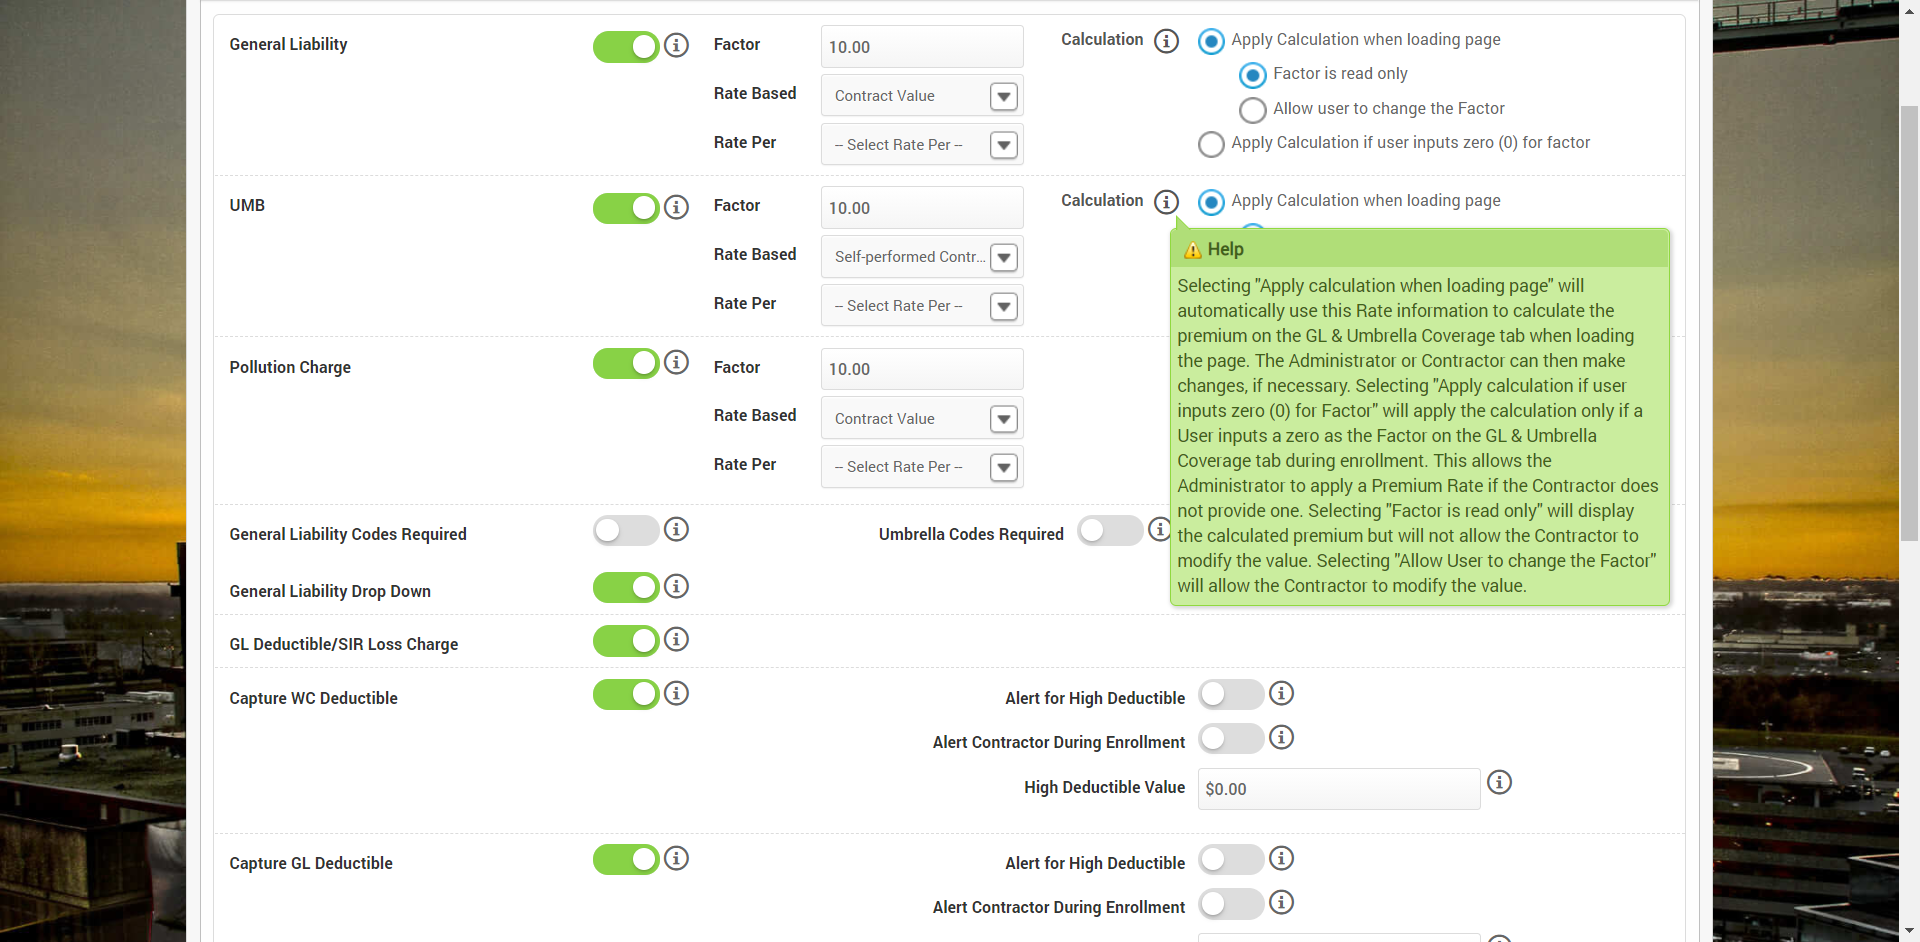 General Liability
Factor
10.00
Calculation
Apply Calculation when loading page
Factor is read only
Rate Based
Contract Value
Allow user to change the Factor
Rate Per
-- Select Rate Per --
Apply Calculation if user inputs zero (0) for factor
UMB
Factor
10.00
Calculation
Apply Calculation when loading page
Rate Based
Self-performed Contr...
Rate Per
-- Select Rate Per --
Help
Selecting "Apply calculation when loading page" will
automatically use this Rate information to calculate the
premium on the GL & Umbrella Coverage tab when loading
the page. The Administrator or Contractor can then make
changes, if necessary. Selecting "Apply calculation if user
inputs zero (0) for Factor" will apply the calculation only if a
User inputs a zero as the Factor on the GL & Umbrella
Coverage tab during enrollment. This allows the
Administrator to apply a Premium Rate if the Contractor does
not provide one. Selecting "Factor is read only" will display
the calculated premium but will not allow the Contractor to
modify the value. Selecting "Allow User to change the Factor"
will allow the Contractor to modify the value.
Pollution Charge
Factor
10.00
Rate Based
Contract Value
Rate Per
-- Select Rate Per --
General Liability Codes Required
Umbrella Codes Required
General Liability Drop Down
GL Deductible/SIR Loss Charge
Capture WC Deductible
Alert for High Deductible
Alert Contractor During Enrollment
High Deductible Value
$0.00
Capture GL Deductible
Alert for High Deductible
Alert Contractor During Enrollment